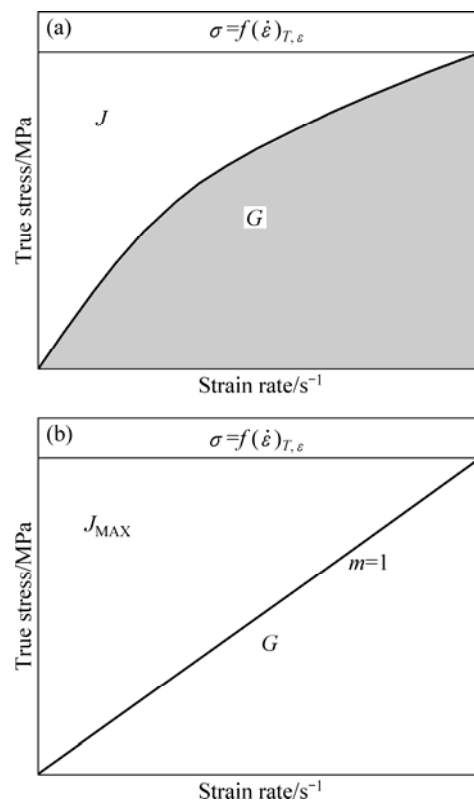 (a)
σ=f(ε̇)T, ε
J
G
True stress/MPa
Strain rate/s⁻¹
(b)
σ=f(ε̇)T, ε
JMAX
m=1
G
True stress/MPa
Strain rate/s⁻¹